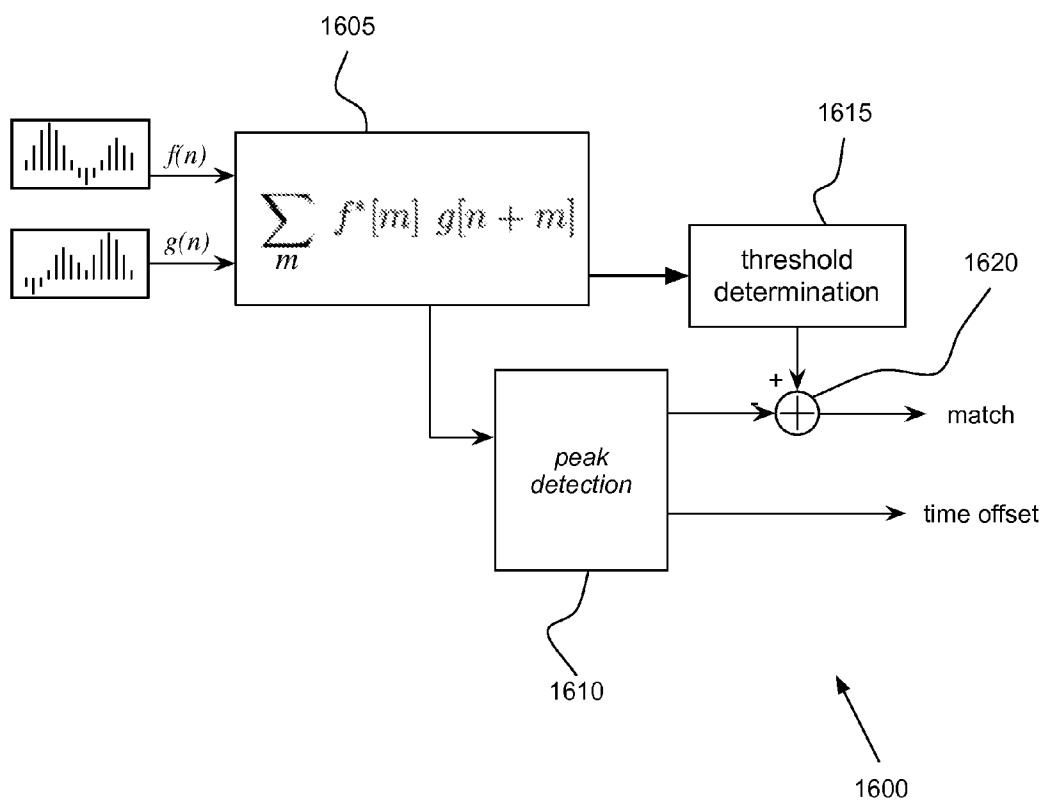 1605
1615
f(n)
g(n)
∑ f*[m] g[n + m]
m
threshold
determination
1620
+
-
match
peak
detection
time offset
1610
1600